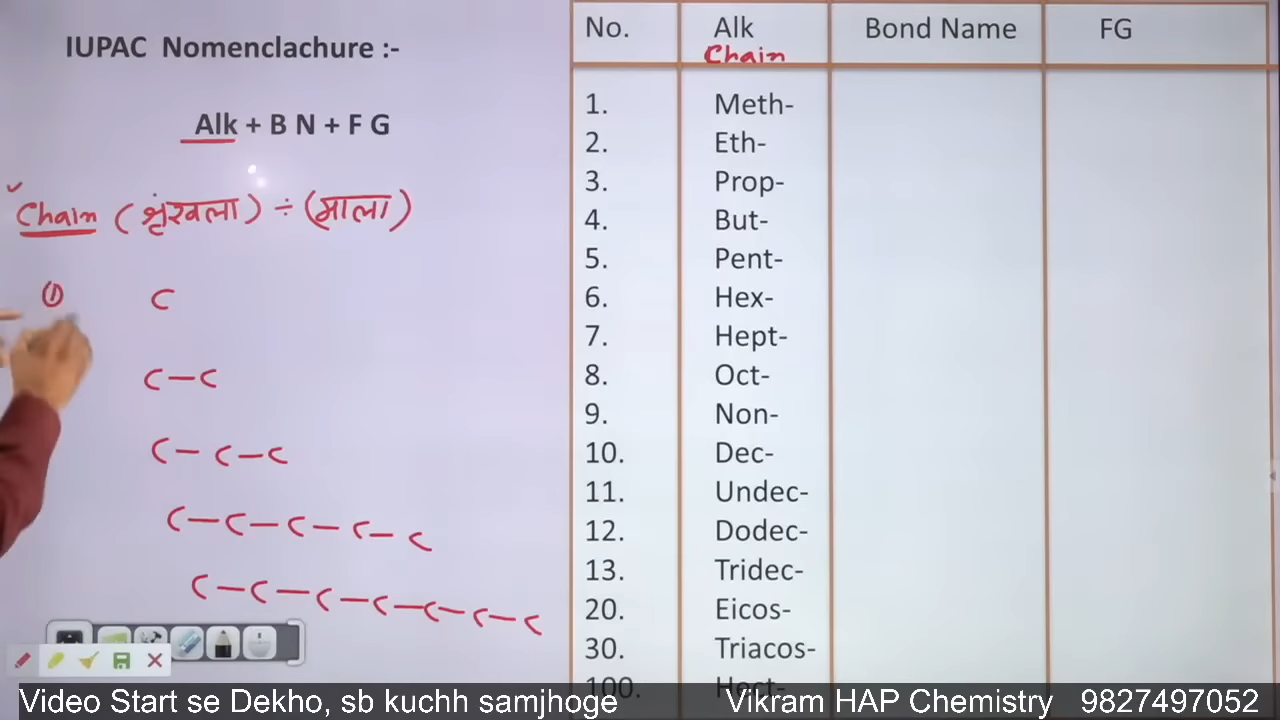 IUPAC Nomenclachure :-
Alk + B N + F G
Chain (शृंखला) ÷ (माला)
① C
C – C
C – C – C
C – C – C – C – C
C – C – C – C – C – C – C
No. Alk Bond Name FG
Chain
1. Meth-
2. Eth-
3. Prop-
4. But-
5. Pent-
6. Hex-
7. Hept-
8. Oct-
9. Non-
10. Dec-
11. Undec-
12. Dodec-
13. Tridec-
20. Eicos-
30. Triacos-
100. Hect-
Video Start se Dekho, sb kuchh samjhoge Vikram HAP Chemistry 9827497052